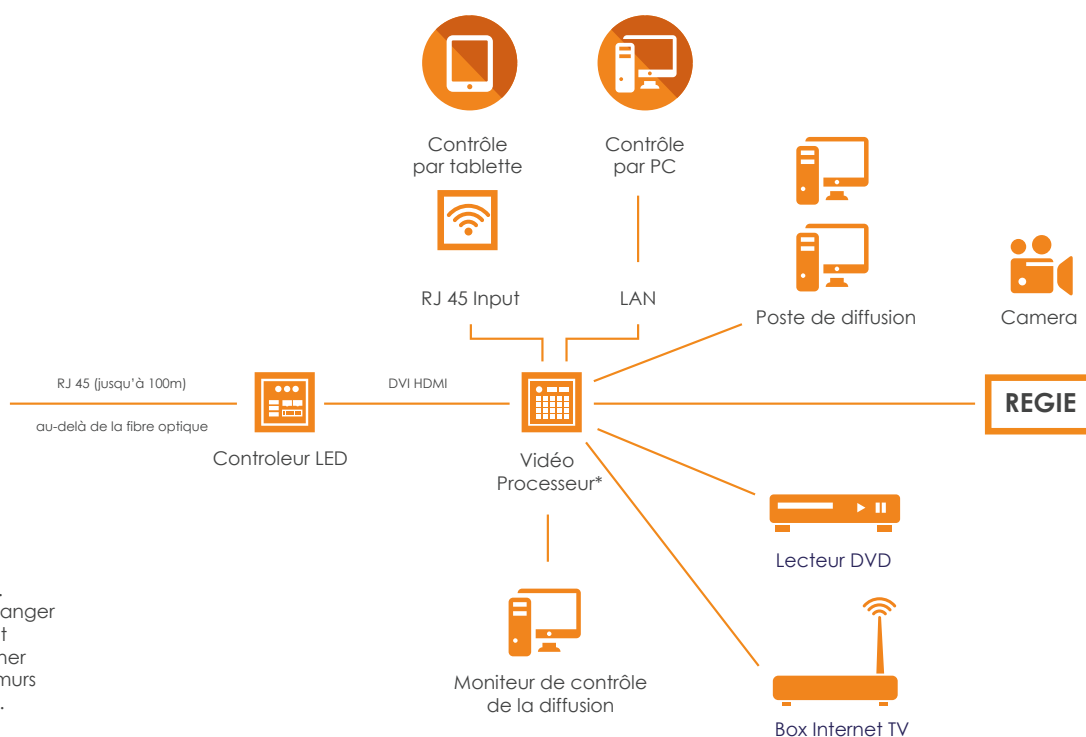 Contrôle
par tablette
Contrôle
par PC
RJ 45 Input
LAN
Poste de diffusion
Camera
RJ 45 (jusqu'à 100m)
au-delà de la fibre optique
DVI HDMI
REGIE
Controleur LED
Vidéo
Processeur*
Lecteur DVD
.
anger
t
her
murs
.
Moniteur de contrôle
de la diffusion
Box Internet TV